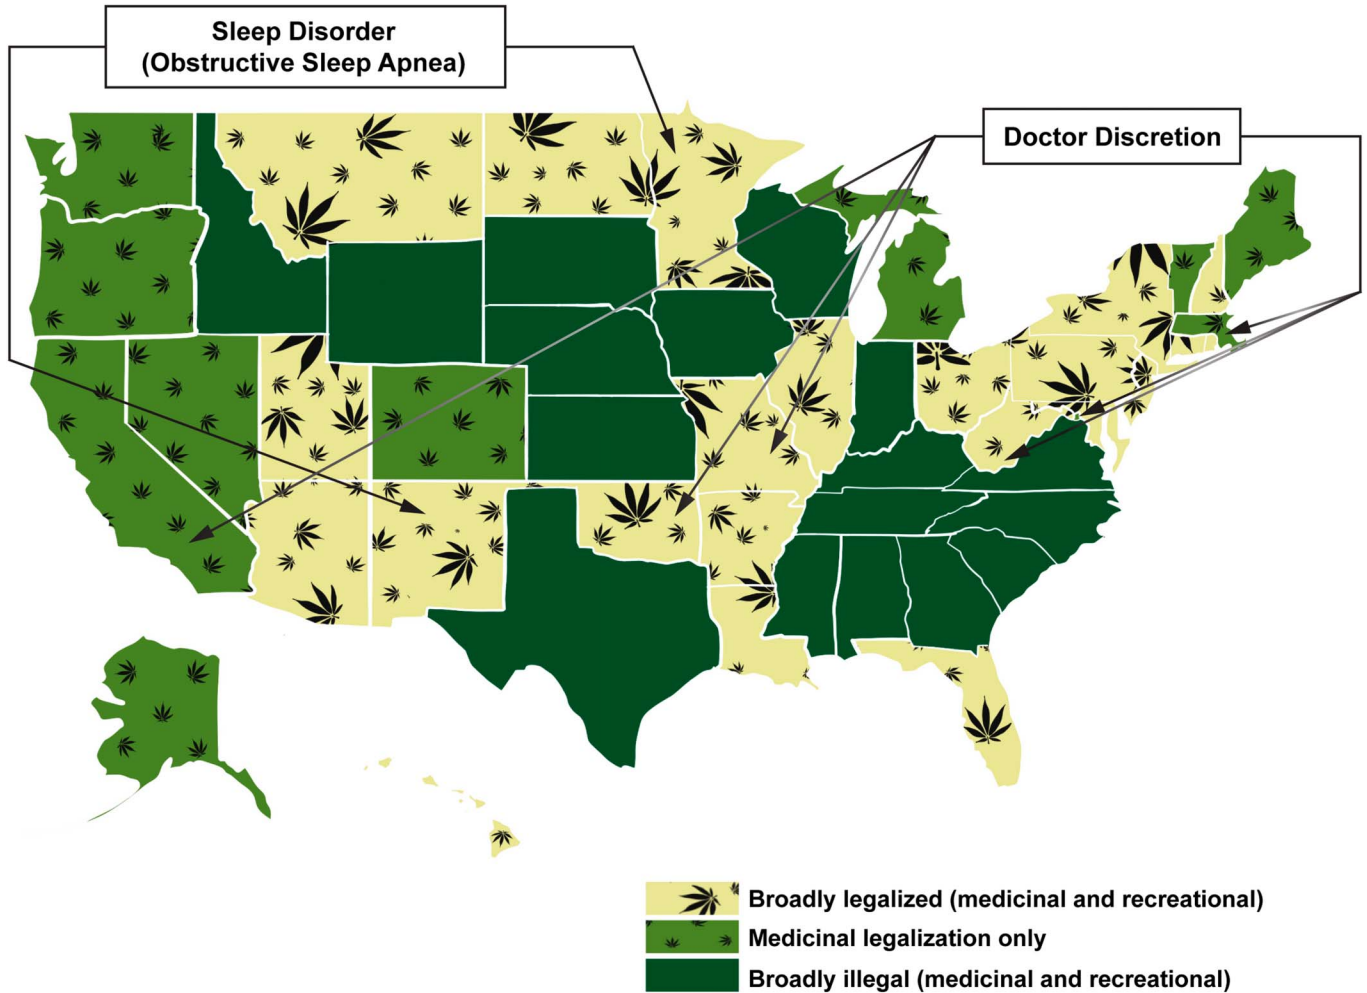 Sleep Disorder
(Obstructive Sleep Apnea)
Doctor Discretion
Broadly legalized (medicinal and recreational)
Medicinal legalization only
Broadly illegal (medicinal and recreational)